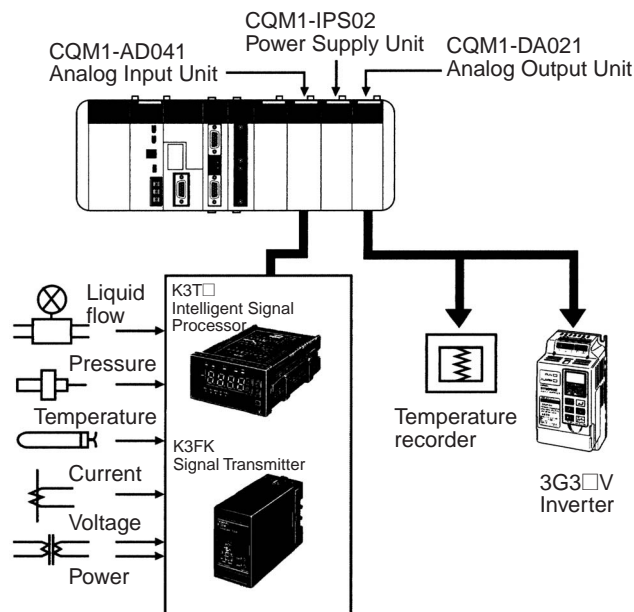 CQM1-AD041
Analog Input Unit
CQM1-IPS02
Power Supply Unit
CQM1-DA021
Analog Output Unit
Liquid
flow
Pressure
Temperature
Current
Voltage
Power
K3T□
Intelligent Signal
Processor
K3FK
Signal Transmitter
Temperature
recorder
3G3□V
Inverter